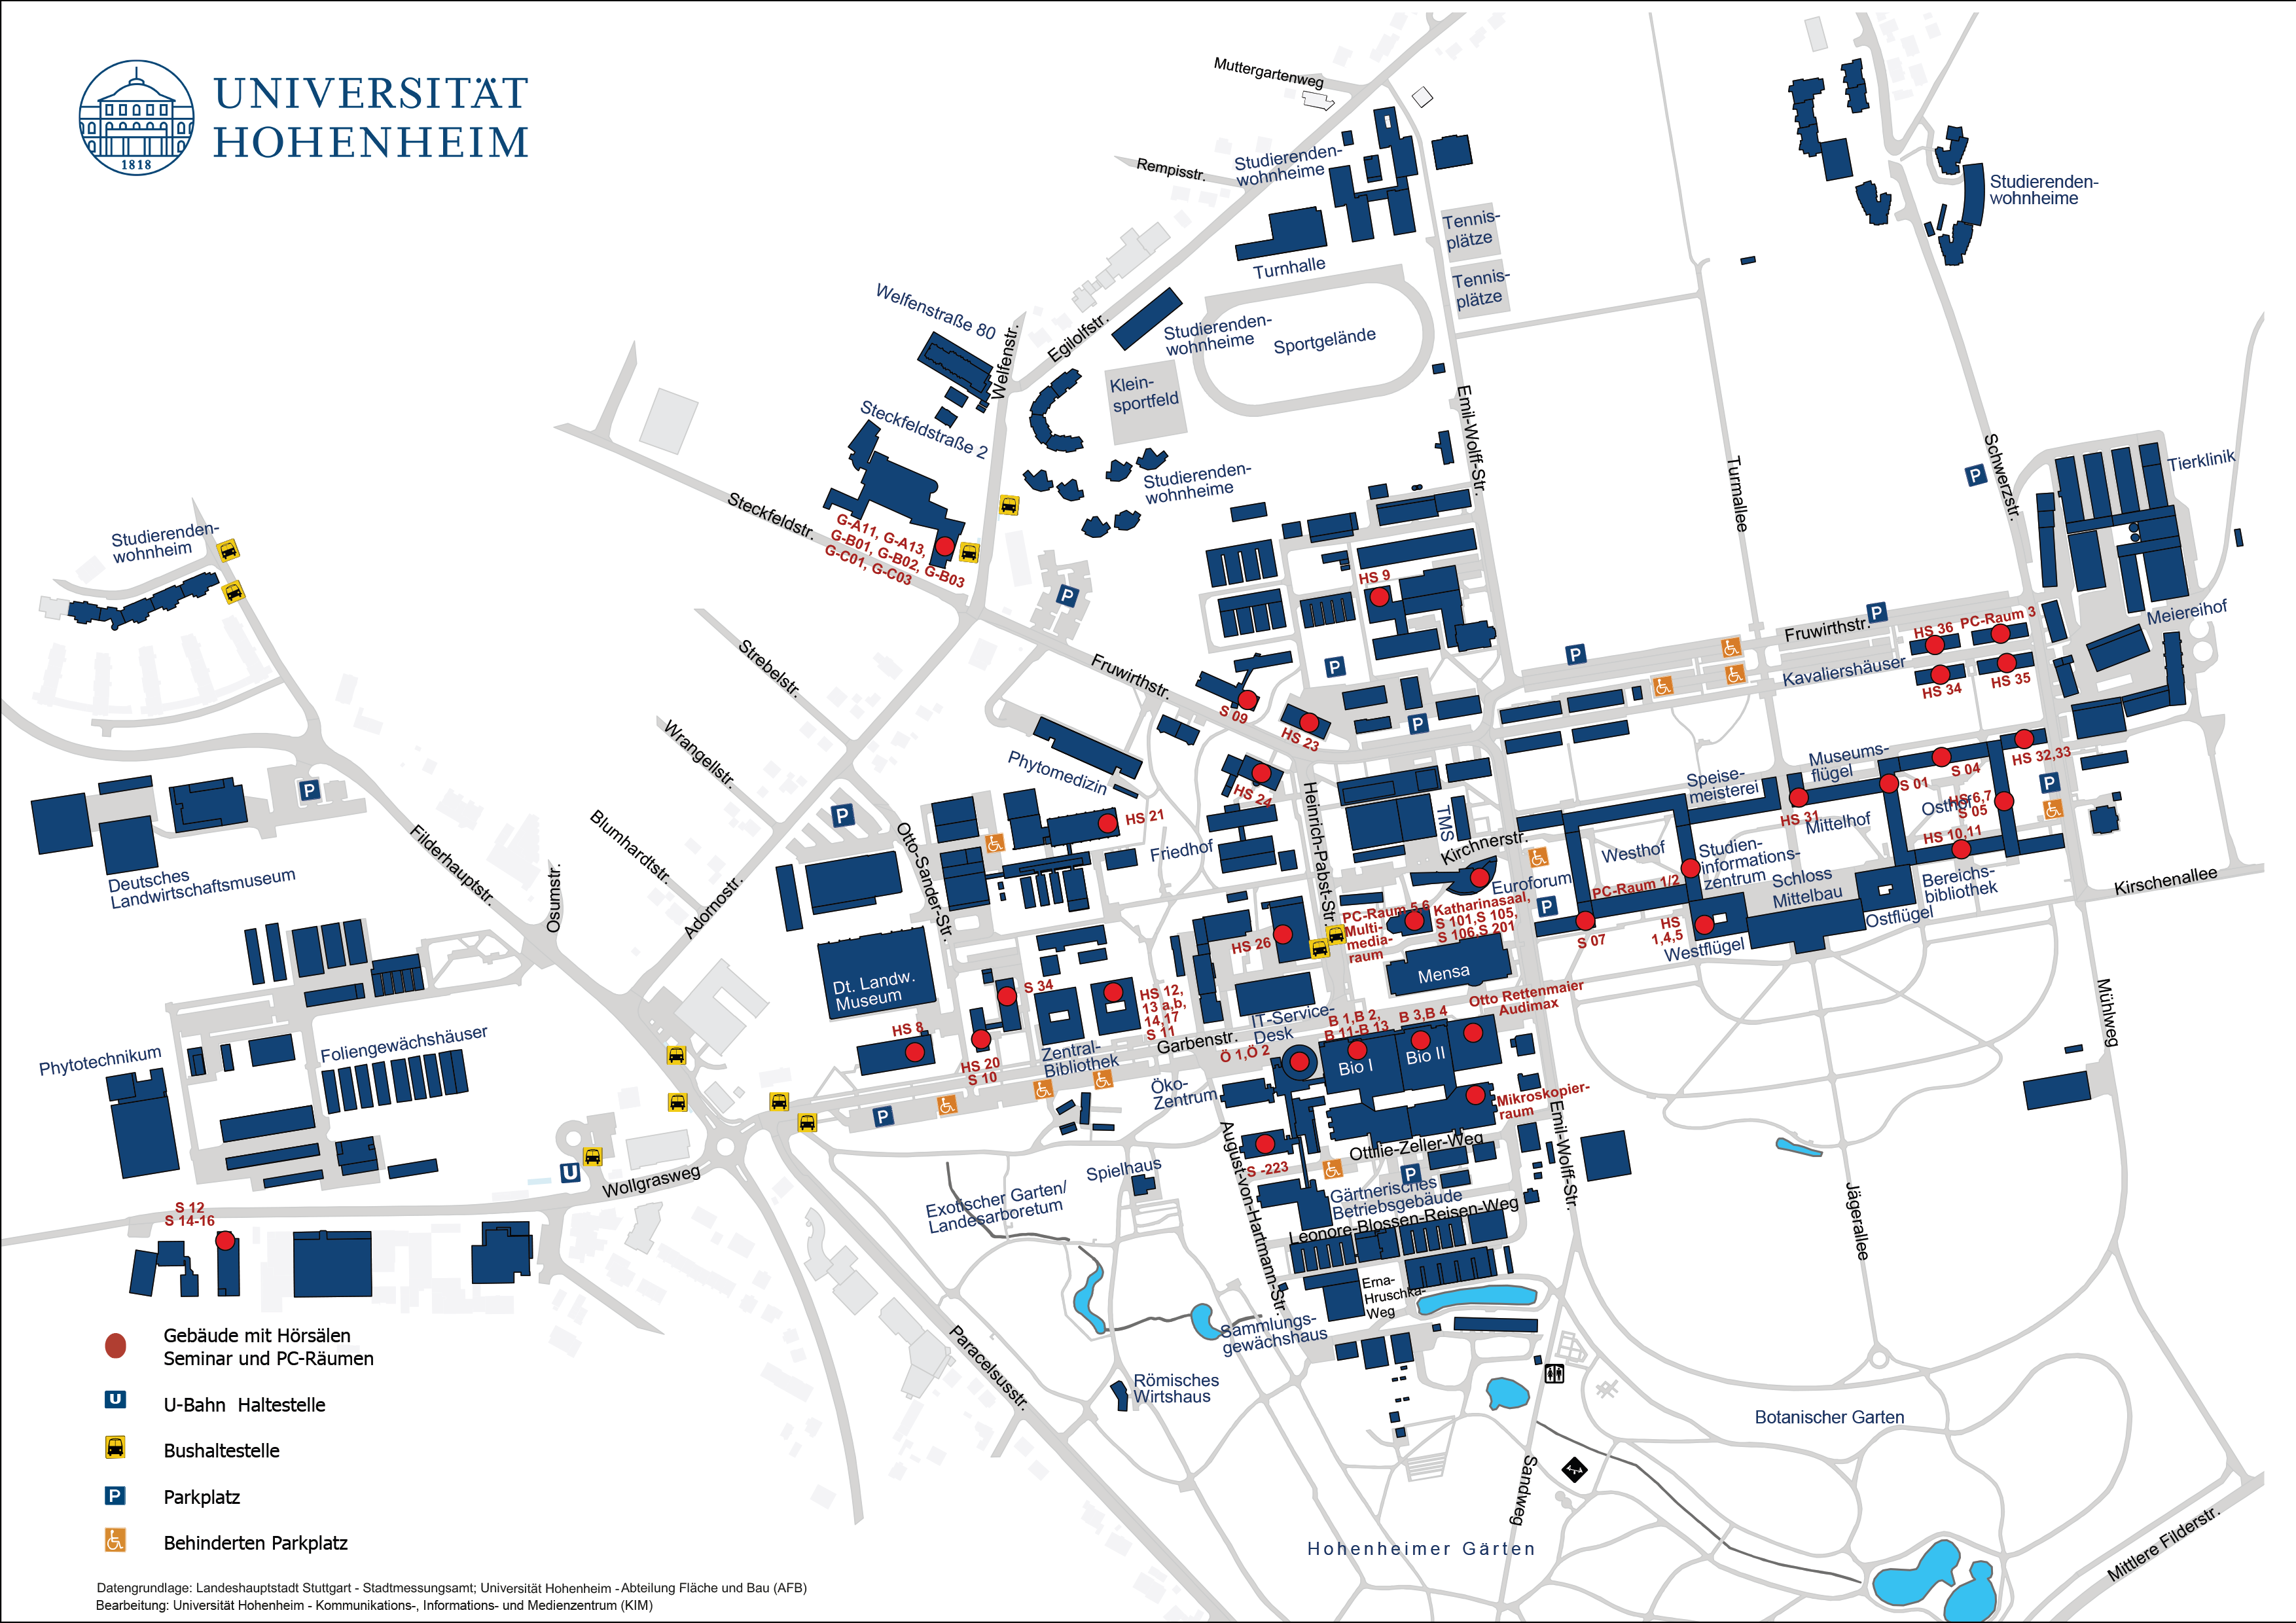 UNIVERSITÄT
HOHENHEIM
1818
Muttergartenweg
Rempisstr.
Studierenden-
wohnheime
Tennis-
plätze
Tennis-
plätze
Turnhalle
Studierenden-
wohnheime
Welfenstraße 80
Welfenstr.
Egilolfstr.
Studierenden-
wohnheime
Sportgelände
Klein-
sportfeld
Emil-Wolff-Str.
Steckfeldstraße 2
Studierenden-
wohnheime
Steckfeldstr.
G-A11, G-A13,
G-B01, G-B02, G-B03
G-C01, G-C03
Turmallee
Schwerzstr.
Tierklinik
Studierenden-
wohnheim
P
HS 9
Strebelstr.
Fruwirthstr.
P
P
Fruwirthstr.
P
P
HS 36
PC-Raum 3
Meiereihof
Kavaliershäuser
HS 34
HS 35
S 09
HS 23
P
Wrangellstr.
Phytomedizin
HS 24
Heinrich-Pabst-Str.
Speise-
meisterei
Museums-
flügel
S 04
HS 32,33
S 01
HS 6,7
S 05
Osthof
HS 31
Mittelhof
HS 10,11
P
P
P
Blumhardtstr.
Otto-Sander-Str.
HS 21
Friedhof
TMS
Kirchnerstr.
Westhof
Studien-
informations-
zentrum
Schloss
Mittelbau
Bereichs-
bibliothek
Ostflügel
Kirschenallee
Deutsches
Landwirtschaftsmuseum
Filderhauptstr.
Osumstr.
Adornostr.
Euroforum
P
PC-Raum 1/2
PC-Raum 5,6
Multi-
media-
raum
Katharinasaal,
S 101,S 105,
S 106,S 201
HS 26
S 07
HS
1,4,5
Westflügel
Mensa
Dt. Landw.
Museum
S 34
HS 12,
13 a,b,
14,17
S 11
IT-Service-
Desk
Otto Rettenmaier
Audimax
B 1,B 2,
B 11-B 13
B 3,B 4
Mühlweg
HS 8
HS 20
S 10
Zentral-
Bibliothek
Garbenstr.
Ö 1,Ö 2
Bio I
Bio II
Phytotechnikum
Foliengewächshäuser
Öko-
Zentrum
Mikroskopier-
raum
P
August-von-Hartmann-Str.
Ottilie-Zeller-Weg
Emil-Wolff-Str.
U
Wollgrasweg
Spielhaus
S -223
P
Gärtnerisches
Betriebsgebäude
Exotischer Garten/
Landesarboretum
Leonore-Blossen-Reisen-Weg
Jägerallee
S 12
S 14-16
Erna-
Hruschka-
Weg
Sammlungs-
gewächshaus
Paracelsusstr.
Römisches
Wirtshaus
Botanischer Garten
Sandweg
Hohenheimer Gärten
Mittlere Filderstr.
Gebäude mit Hörsälen
Seminar und PC-Räumen
U
U-Bahn Haltestelle
Bushaltestelle
P
Parkplatz
Behinderten Parkplatz
Datengrundlage: Landeshauptstadt Stuttgart - Stadtmessungsamt; Universität Hohenheim - Abteilung Fläche und Bau (AFB)
Bearbeitung: Universität Hohenheim - Kommunikations-, Informations- und Medienzentrum (KIM)